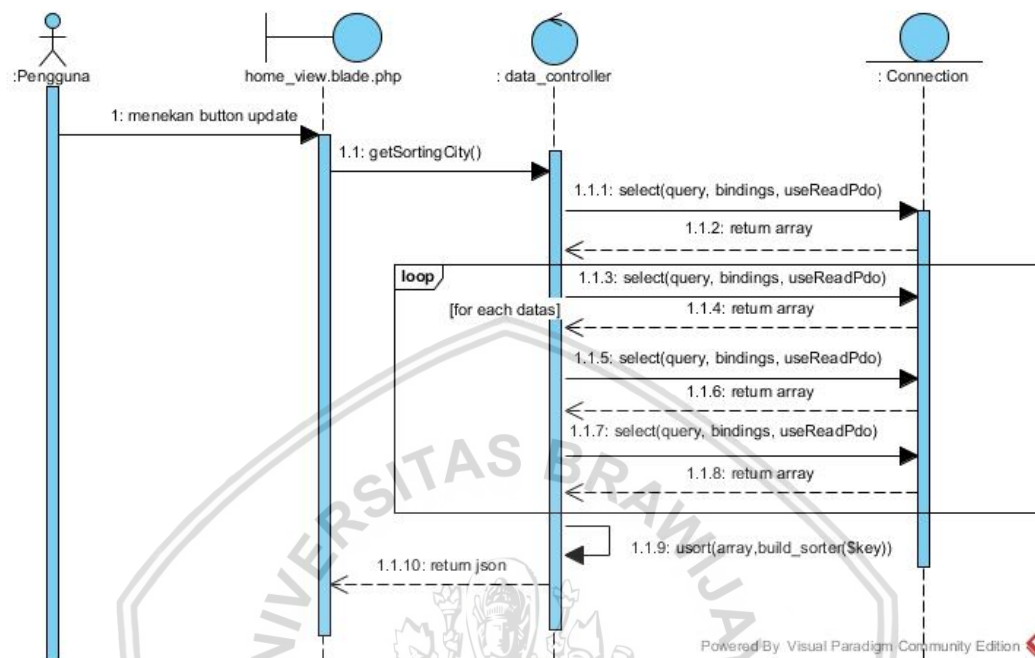 :Pengguna
home_view.blade.php
: data_controller
: Connection
1: menekan button update
1.1: getSortingCity()
1.1.1: select(query, bindings, useReadPdo)
1.1.2: return array
loop
1.1.3: select(query, bindings, useReadPdo)
[for each datas]
1.1.4: return array
1.1.5: select(query, bindings, useReadPdo)
1.1.6: return array
1.1.7: select(query, bindings, useReadPdo)
1.1.8: return array
1.1.9: usort(array,build_sorter($key))
1.1.10: return json
UNIVERSITAS BRAWIJA
Powered By Visual Paradigm Community Edition